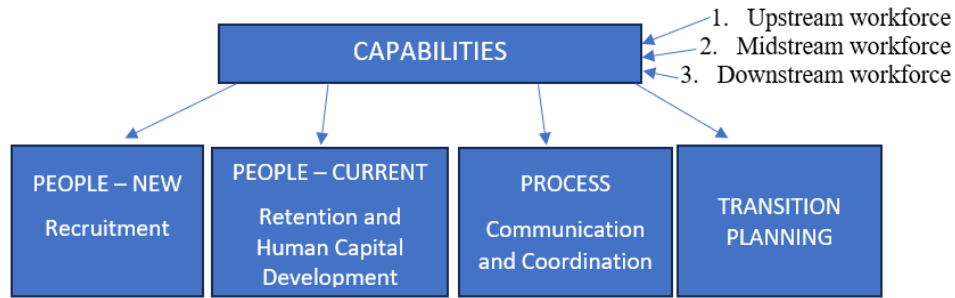 1. Upstream workforce
CAPABILITIES
2. Midstream workforce
3. Downstream workforce
PEOPLE – NEW
Recruitment
PEOPLE – CURRENT
Retention and
Human Capital
Development
PROCESS
Communication
and Coordination
TRANSITION
PLANNING